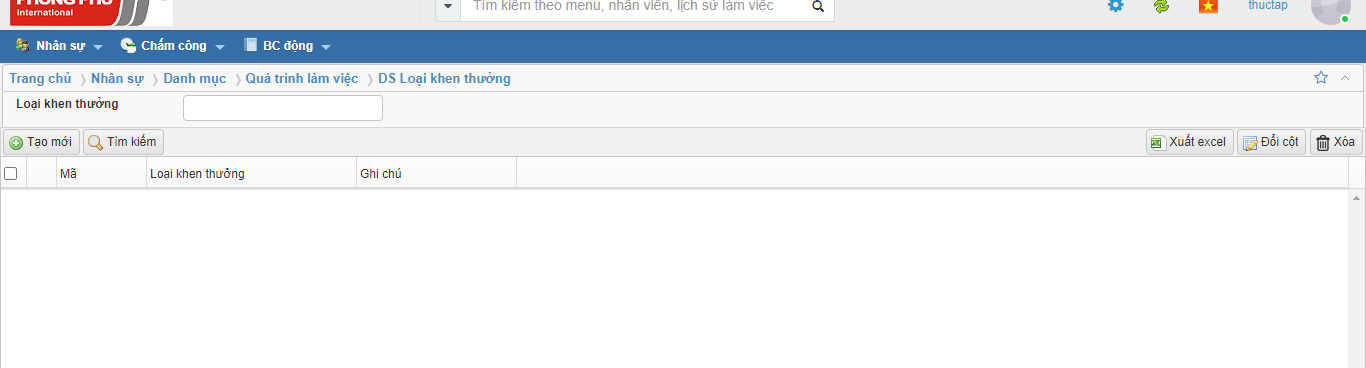 PHONG PHU
International
Tìm kiếm theo menu, nhân viên, lịch sử làm việc
thuctap
Nhân sự Chấm công BC động
Trang chủ Nhân sự Danh mục Quá trình làm việc DS Loại khen thưởng
Loại khen thưởng
Tạo mới Tìm kiếm Xuất excel Đổi cột Xóa
Mã Loại khen thưởng Ghi chú